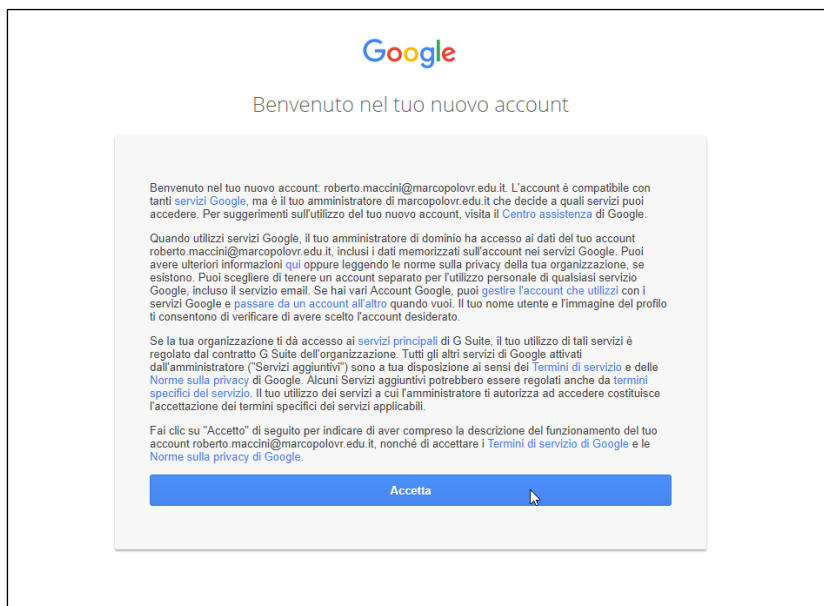 Google
Benvenuto nel tuo nuovo account
Benvenuto nel tuo nuovo account: roberto.maccini@marcopolovr.edu.it. L'account è compatibile con
tanti servizi Google, ma è il tuo amministratore di marcopolovr.edu.it che decide a quali servizi puoi
accedere. Per suggerimenti sull'utilizzo del tuo nuovo account, visita il Centro assistenza di Google.
Quando utilizzi servizi Google, il tuo amministratore di dominio ha accesso ai dati del tuo account
roberto.maccini@marcopolovr.edu.it, inclusi i dati memorizzati sull'account nei servizi Google. Puoi
avere ulteriori informazioni qui oppure leggendo le norme sulla privacy della tua organizzazione, se
esistono. Puoi scegliere di tenere un account separato per l'utilizzo personale di qualsiasi servizio
Google, incluso il servizio email. Se hai vari Account Google, puoi gestire l'account che utilizzi con i
servizi Google e passare da un account all'altro quando vuoi. Il tuo nome utente e l'immagine del profilo
ti consentono di verificare di avere scelto l'account desiderato.
Se la tua organizzazione ti dà accesso ai servizi principali di G Suite, il tuo utilizzo di tali servizi è
regolato dal contratto G Suite dell'organizzazione. Tutti gli altri servizi di Google attivati
dall'amministratore ("Servizi aggiuntivi") sono a tua disposizione ai sensi dei Termini di servizio e delle
Norme sulla privacy di Google. Alcuni Servizi aggiuntivi potrebbero essere regolati anche da termini
specifici del servizio. Il tuo utilizzo dei servizi a cui l'amministratore ti autorizza ad accedere costituisce
l'accettazione dei termini specifici dei servizi applicabili.
Fai clic su "Accetto" di seguito per indicare di aver compreso la descrizione del funzionamento del tuo
account roberto.maccini@marcopolovr.edu.it, nonché di accettare i Termini di servizio di Google e le
Norme sulla privacy di Google.
Accetta